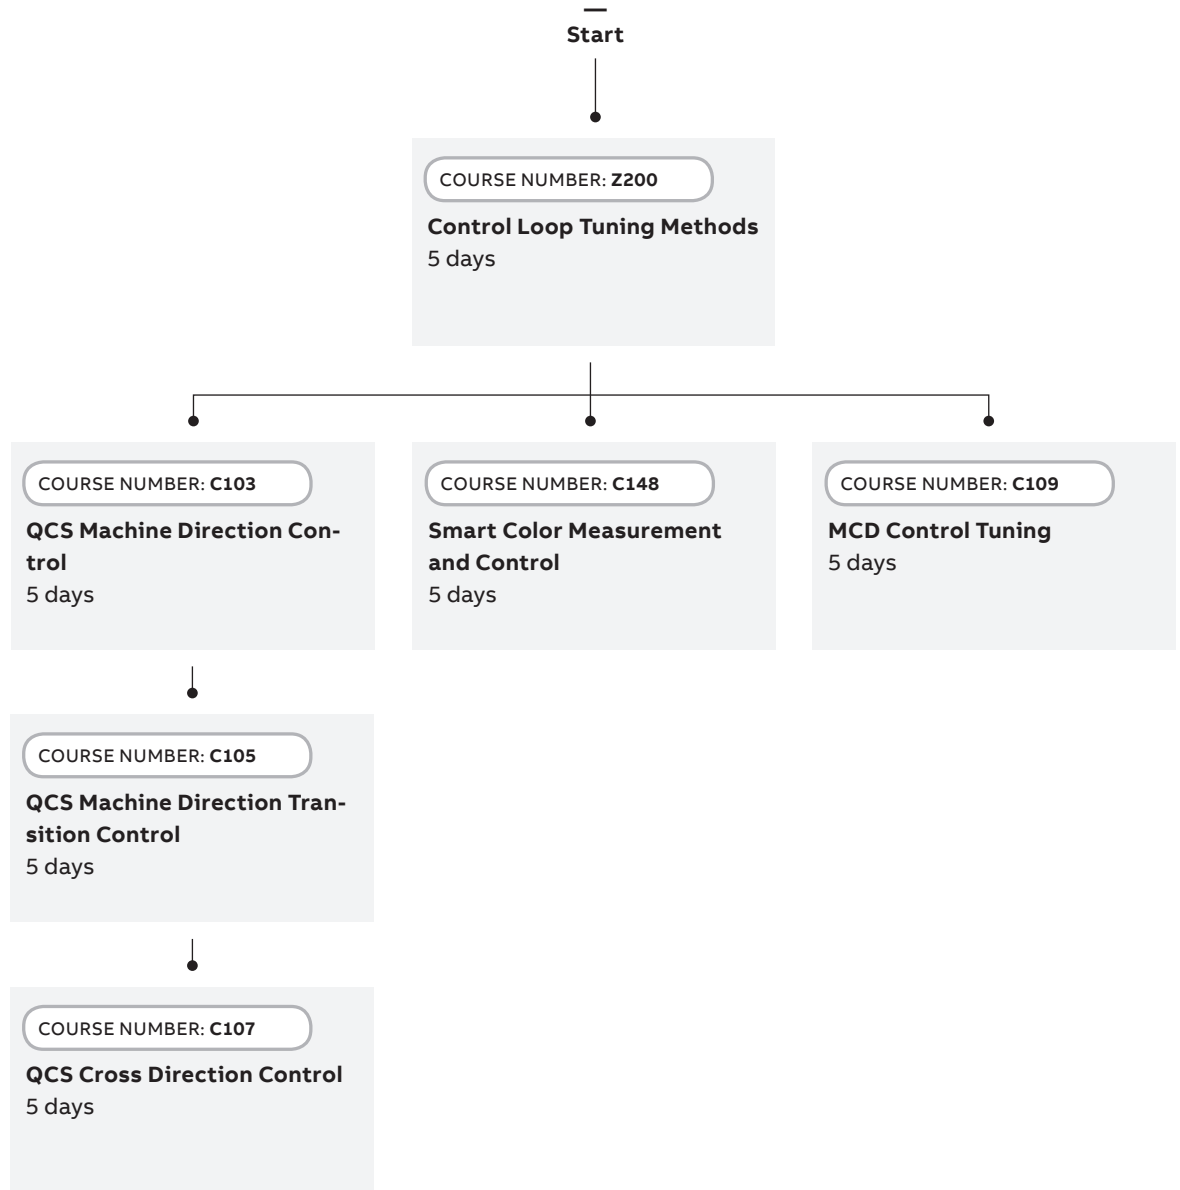 Start
COURSE NUMBER: Z200
Control Loop Tuning Methods
5 days
COURSE NUMBER: C103
QCS Machine Direction Con-
trol
5 days
COURSE NUMBER: C148
Smart Color Measurement
and Control
5 days
COURSE NUMBER: C109
MCD Control Tuning
5 days
COURSE NUMBER: C105
QCS Machine Direction Tran-
sition Control
5 days
COURSE NUMBER: C107
QCS Cross Direction Control
5 days